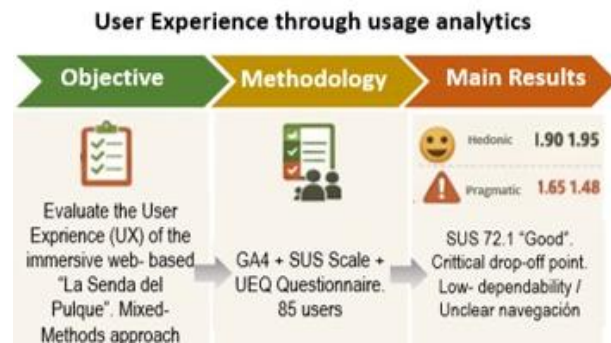 User Experience through usage analytics
Objective
Methodology
Main Results
Evaluate the User
Exprience (UX) of the
immersive web- based
"La Senda del
Pulque". Mixed-
Methods approach
GA4 + SUS Scale +
UEQ Questionnaire.
85 users
Hedonic 1.90 1.95
Pragmatic 1.65 1.48
SUS 72.1 "Good".
Crittical drop-off point.
Low- dependability /
Unclear navegación